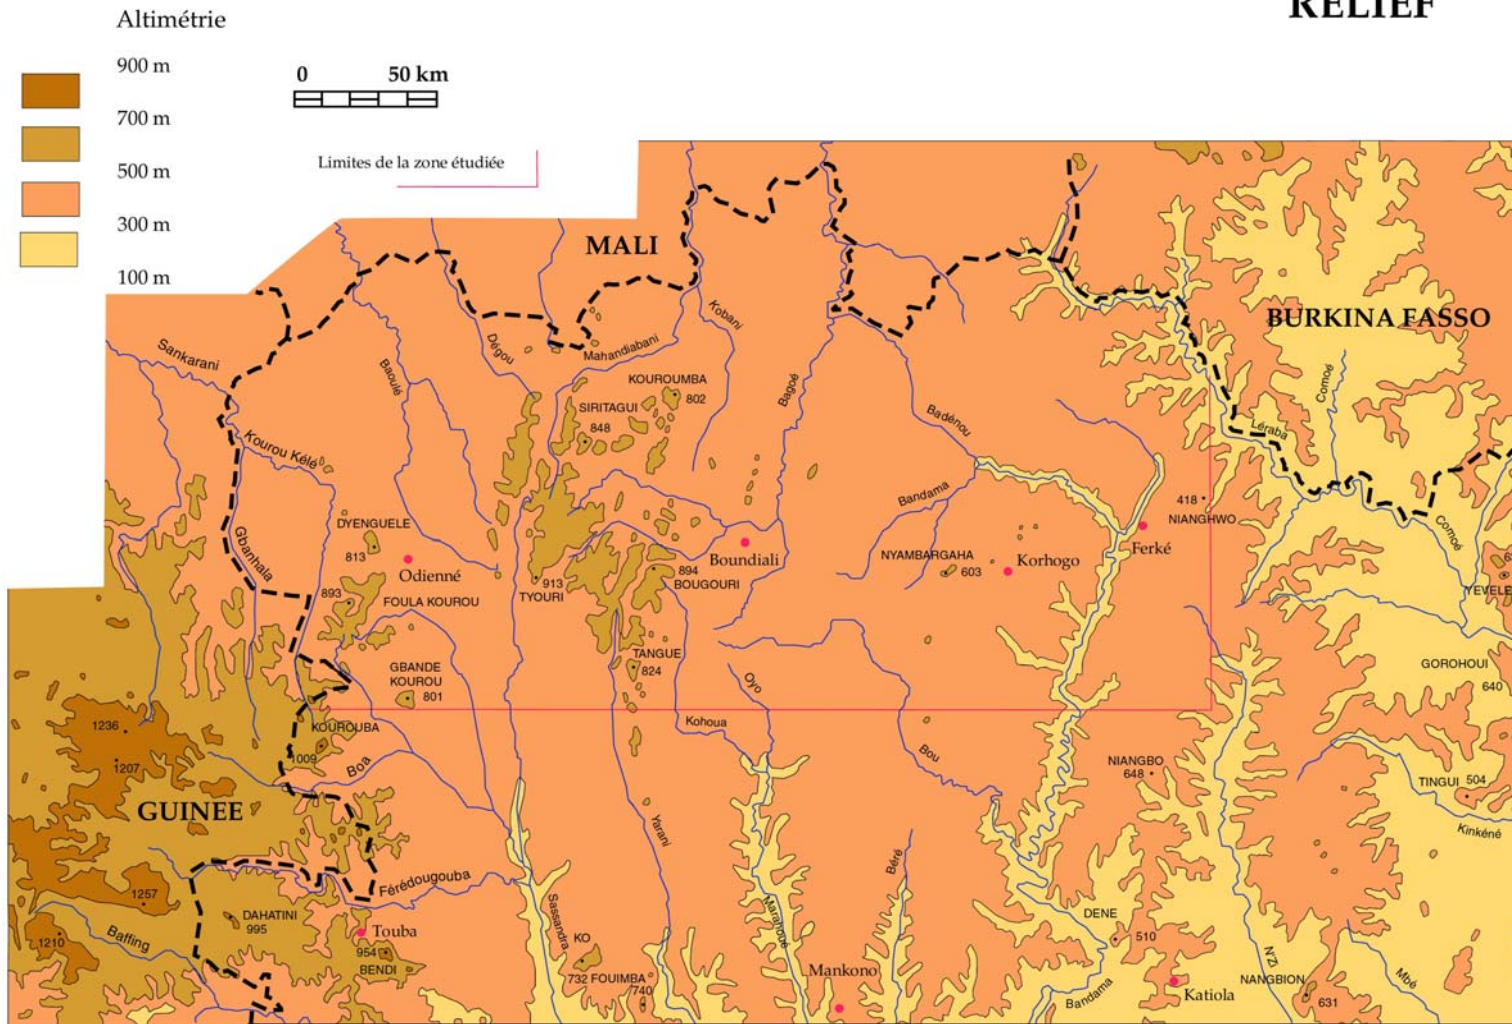 RELIEF
Altimétrie
900 m
700 m
500 m
300 m
100 m
0 50 km
Limites de la zone étudiée
MALI
BURKINA FASSO
GUINEE
Sankarani
Kourou Kélé
Gbanhala
Baoulé
Dégou
Mahandiabani
Kobani
Bagoé
Badénou
Bandama
Léraba
Comoé
Comoé
KOUROUMBA
802
SIRITAGUI
848
DYENGUELE
813
Odienné
893
FOULA KOUROU
913
TYOURI
894
BOUGOURI
Boundiali
NYAMBARGAHA
603
Korhogo
Ferké
418
NIANGHWO
YEVELE
TANGUE
824
GBANDE
KOUROU
801
GOROHOUI
640
Oyo
Kohoua
KOUROUBA
1009
Boa
Bou
1236
1207
NIANGBO
648
TINGUI 504
Kinkéné
Yarani
Béré
Férédougouba
1257
1210
Baffing
DAHATINI
995
Touba
954
BENDI
Sassandra
KO
732 FOUIMBA
740
Marahoué
Mankono
DENE
510
Bandama
Katiola
N'Zi
NANGBION
631
Mbé